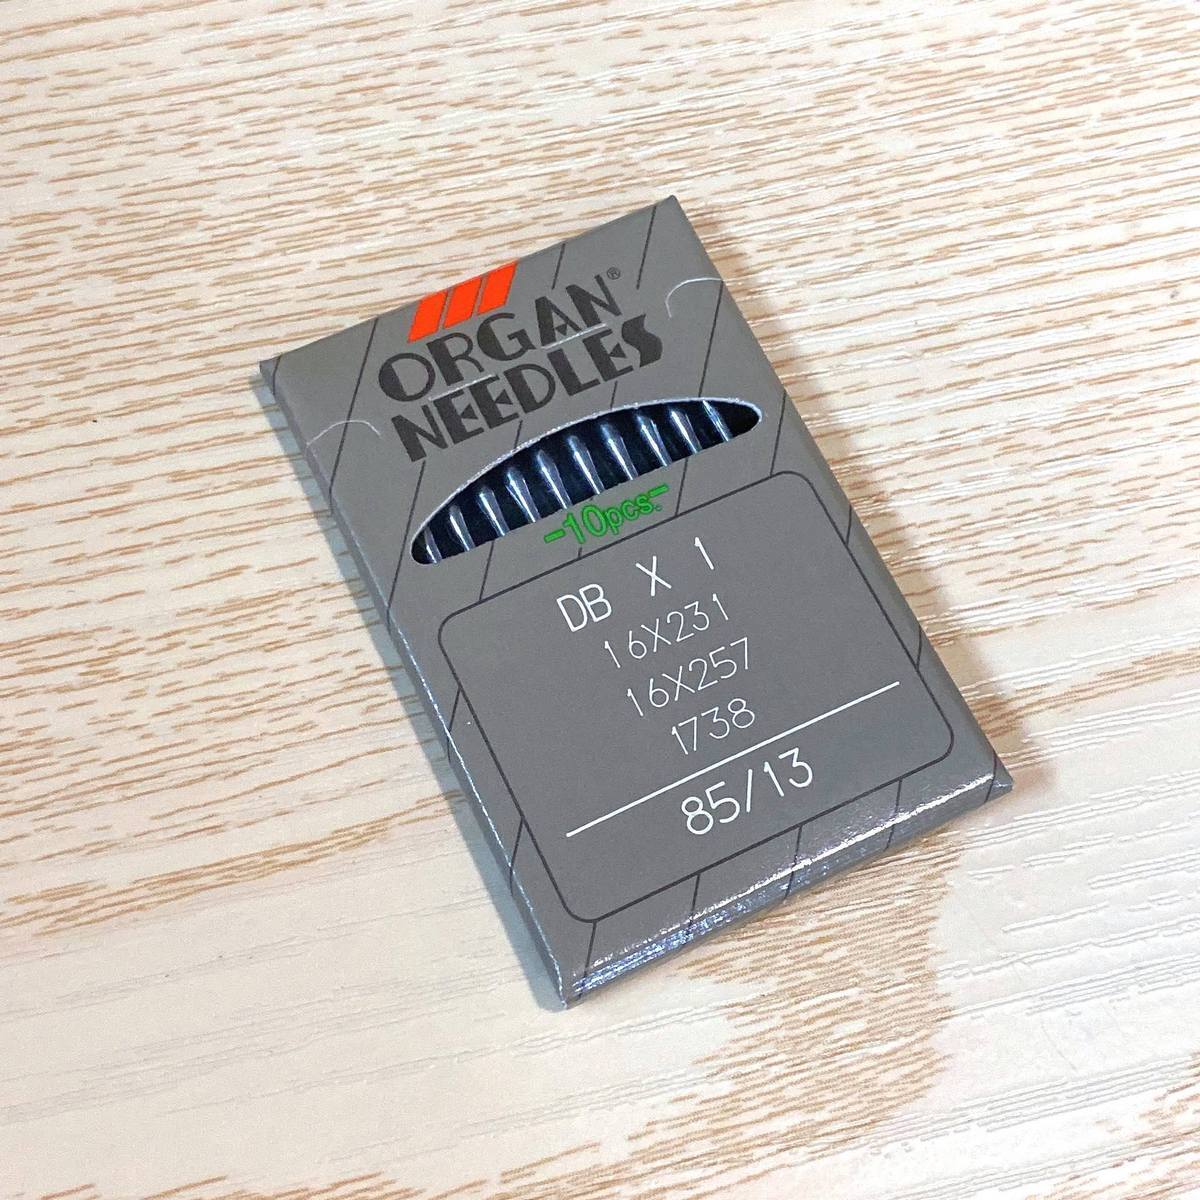 ORGAN®
NEEDLES
-10pcs.-
DB X 1
16X231
16X257
1738
85/13